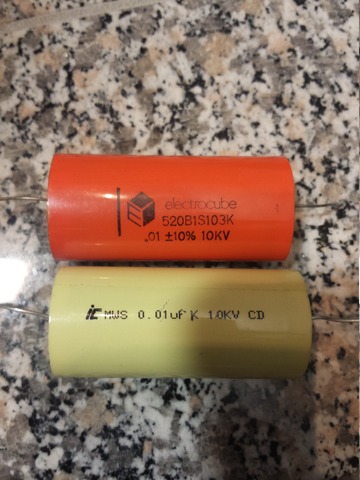 electrocube
520B1S103K
.01 ±10% 10KV
iC MWS 0.01uf K 10KV CD